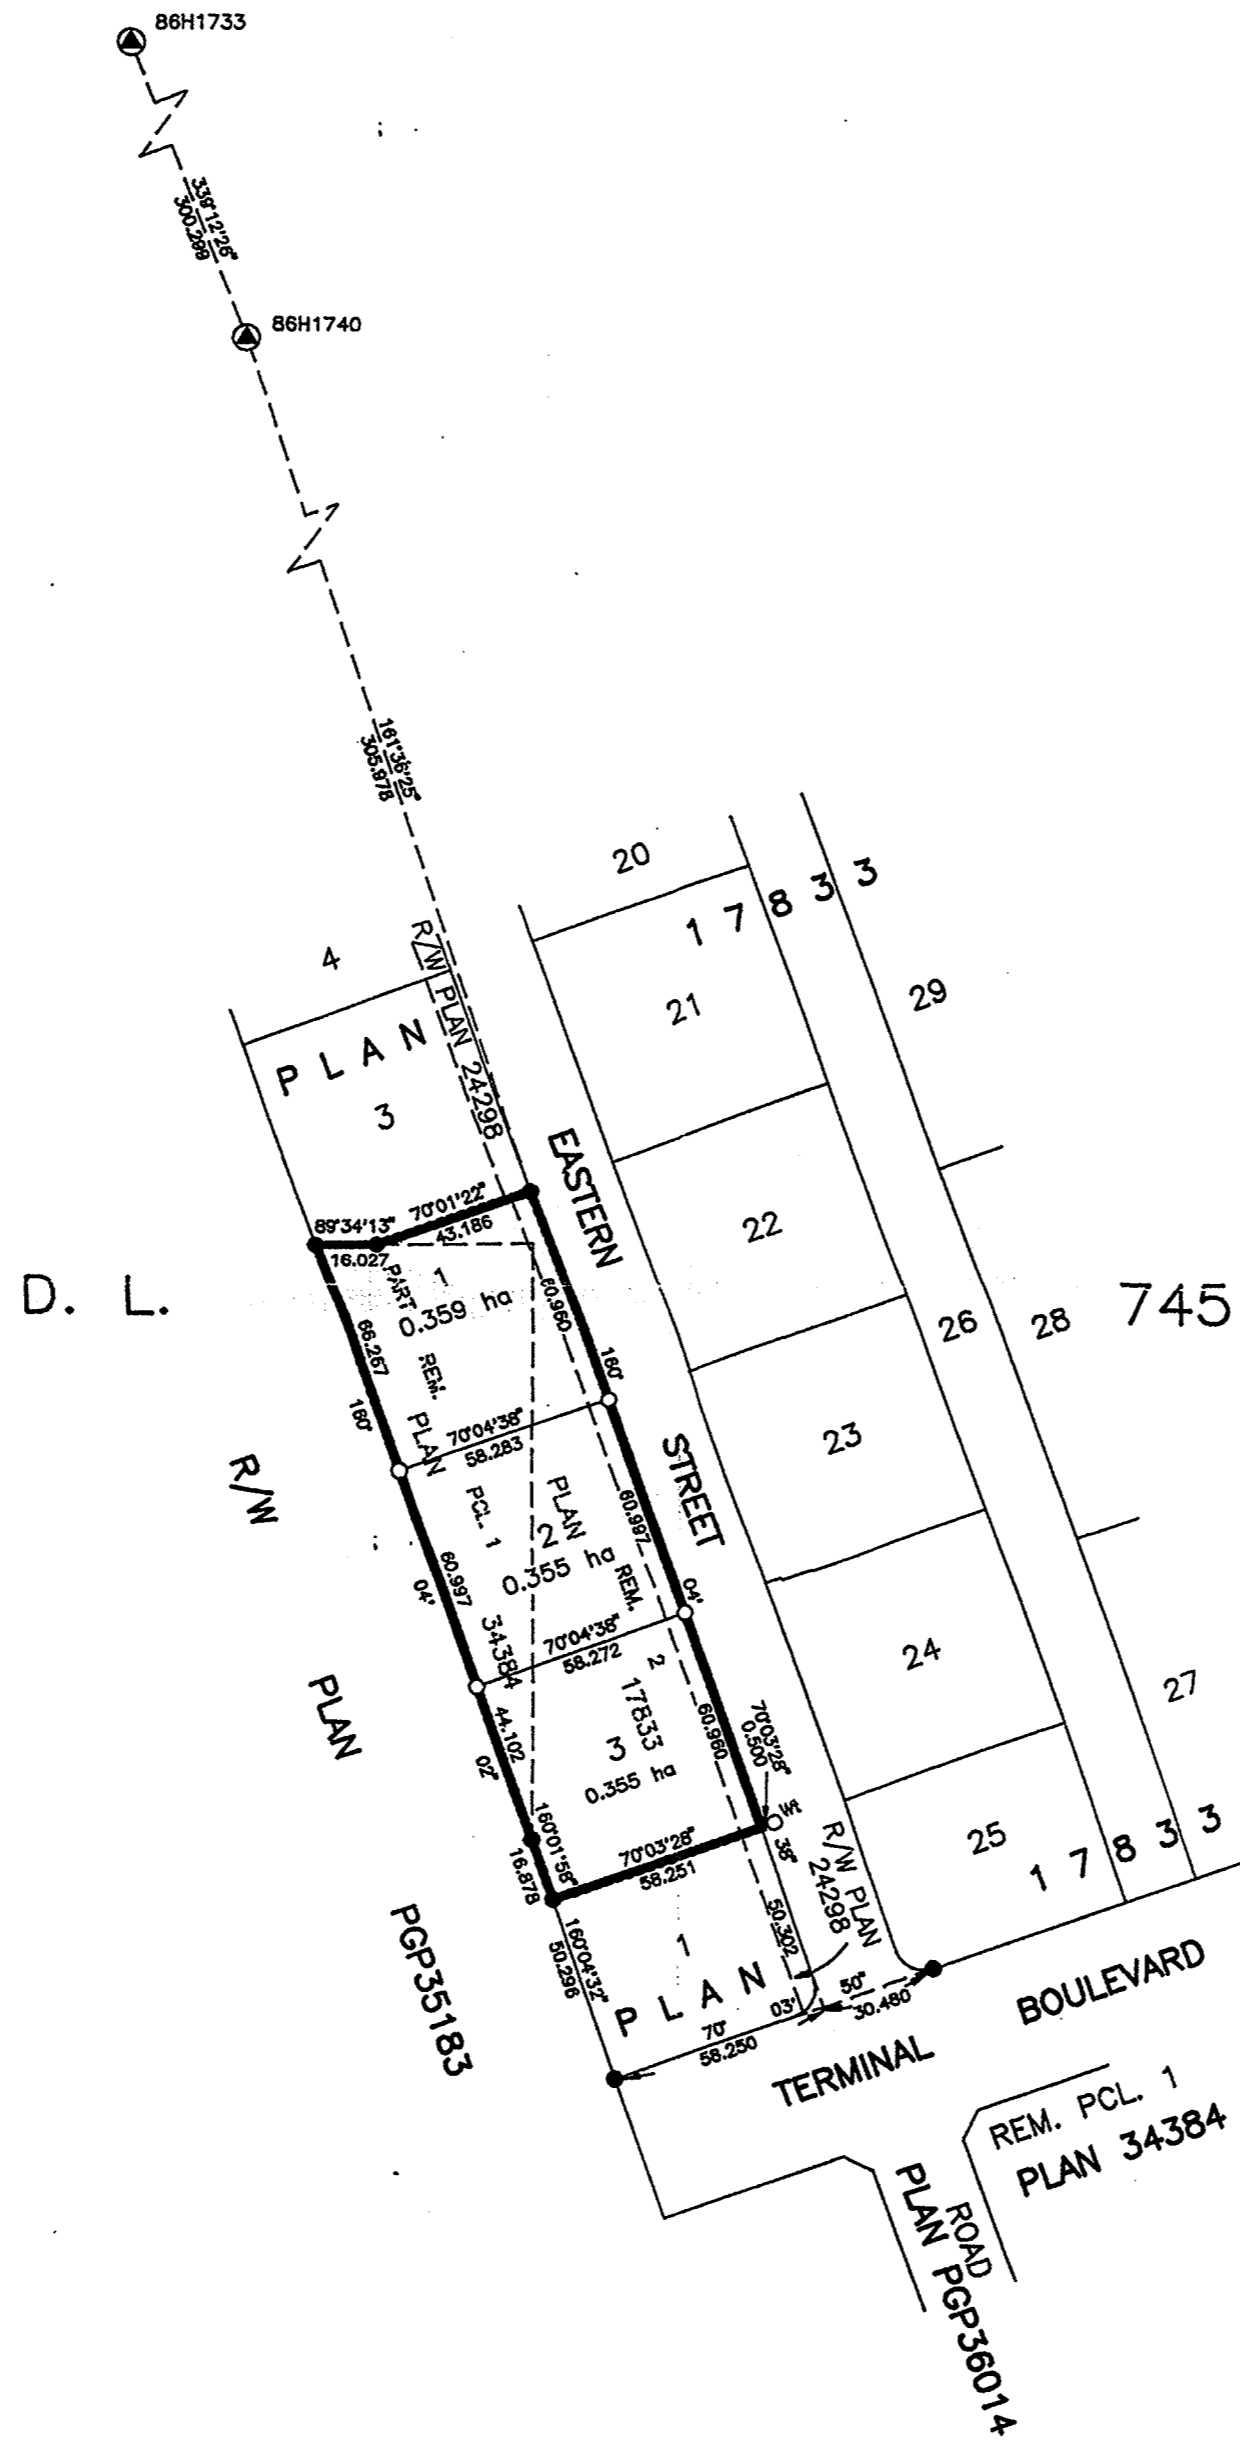 86H1733
339°12'26"
300.299
86H1740
161°36'25"
305.978
20
1 7 8 3 3
4
R/W PLAN 24298
21
29
PLAN
3
EASTERN
STREET
22
89°34'13"
16.027
70°01'22"
43.186
D. L.
745
PART
1
0.359 ha
60.960
26
28
66.267
REM.
160°
160°
70°04'38"
58.283
PLAN
23
R/W
PCL. 1
PLAN
2
0.355 ha
60.997
REM.
60.997
04'
04'
34384
70°04'38"
58.272
2
24
PLAN
17833
27
44.102
02"
3
0.355 ha
60.960
70°03'28"
0.500
Wt
160°01'58"
16.878
70°03'28"
58.251
38"
R/W PLAN
24298
25
1 7 8 3 3
PGP35183
160°04'32"
50.296
1
50.302
PLAN
70°
03'
50"
58.250
30.480
TERMINAL
BOULEVARD
REM. PCL. 1
PLAN 34384
ROAD
PLAN PGP36014